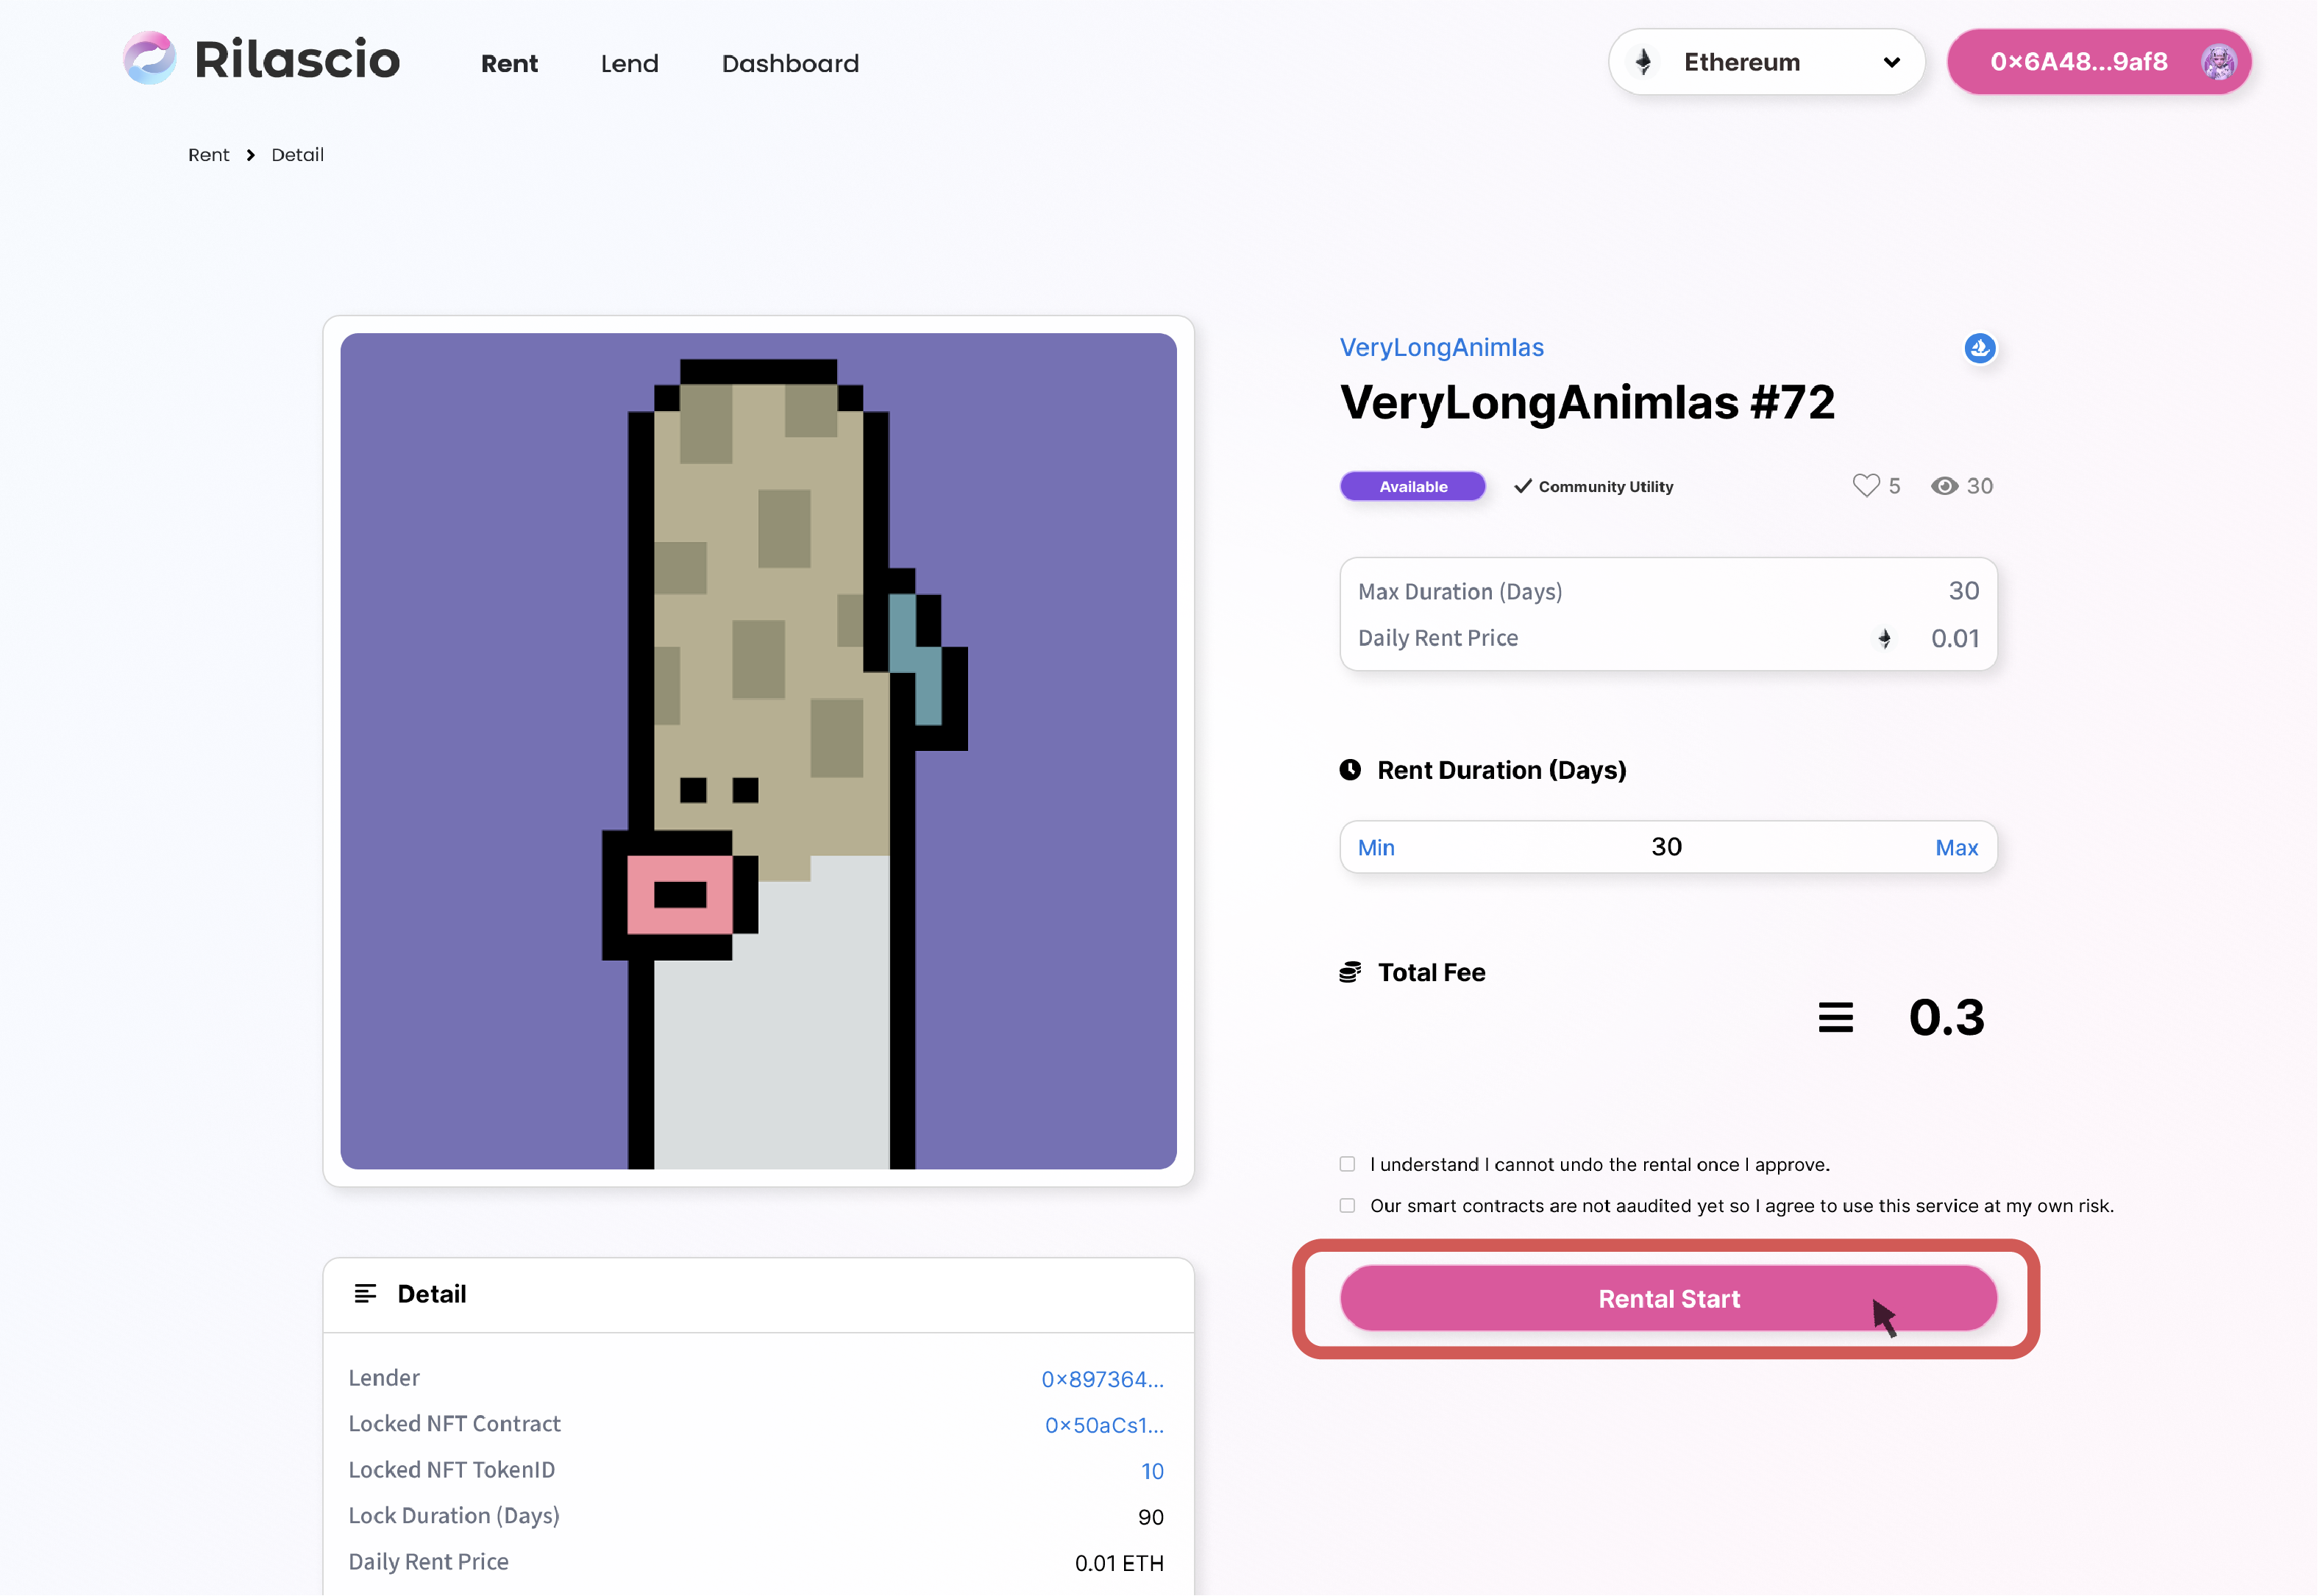 Rilascio
Rent Lend Dashboard
Ethereum
0x6A48...9af8
Rent > Detail
VeryLongAnimlas
VeryLongAnimlas #72
Available
Community Utility
5
30
Max Duration (Days) 30
Daily Rent Price 0.01
Rent Duration (Days)
Min 30 Max
Total Fee
0.3
I understand I cannot undo the rental once I approve.
Our smart contracts are not aaudited yet so I agree to use this service at my own risk.
Rental Start
Detail
Lender 0x897364...
Locked NFT Contract 0x50aCs1...
Locked NFT TokenID 10
Lock Duration (Days) 90
Daily Rent Price 0.01 ETH